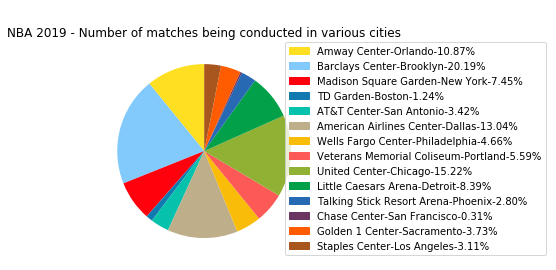 NBA 2019 - Number of matches being conducted in various cities
Amway Center-Orlando-10.87%
Barclays Center-Brooklyn-20.19%
Madison Square Garden-New York-7.45%
TD Garden-Boston-1.24%
AT&T Center-San Antonio-3.42%
American Airlines Center-Dallas-13.04%
Wells Fargo Center-Philadelphia-4.66%
Veterans Memorial Coliseum-Portland-5.59%
United Center-Chicago-15.22%
Little Caesars Arena-Detroit-8.39%
Talking Stick Resort Arena-Phoenix-2.80%
Chase Center-San Francisco-0.31%
Golden 1 Center-Sacramento-3.73%
Staples Center-Los Angeles-3.11%